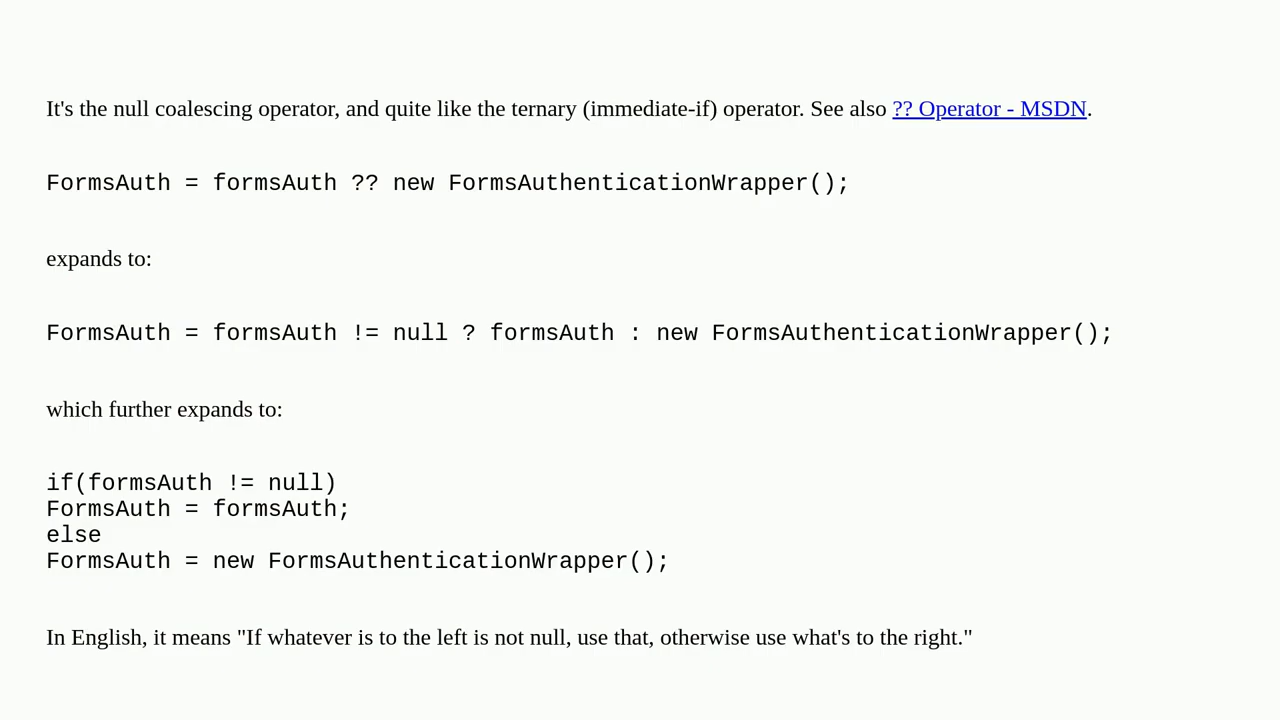 It's the null coalescing operator, and quite like the ternary (immediate-if) operator. See also ?? Operator - MSDN.
FormsAuth = formsAuth ?? new FormsAuthenticationWrapper();
expands to:
FormsAuth = formsAuth != null ? formsAuth : new FormsAuthenticationWrapper();
which further expands to:
if(formsAuth != null)
FormsAuth = formsAuth;
else
FormsAuth = new FormsAuthenticationWrapper();
In English, it means "If whatever is to the left is not null, use that, otherwise use what's to the right."